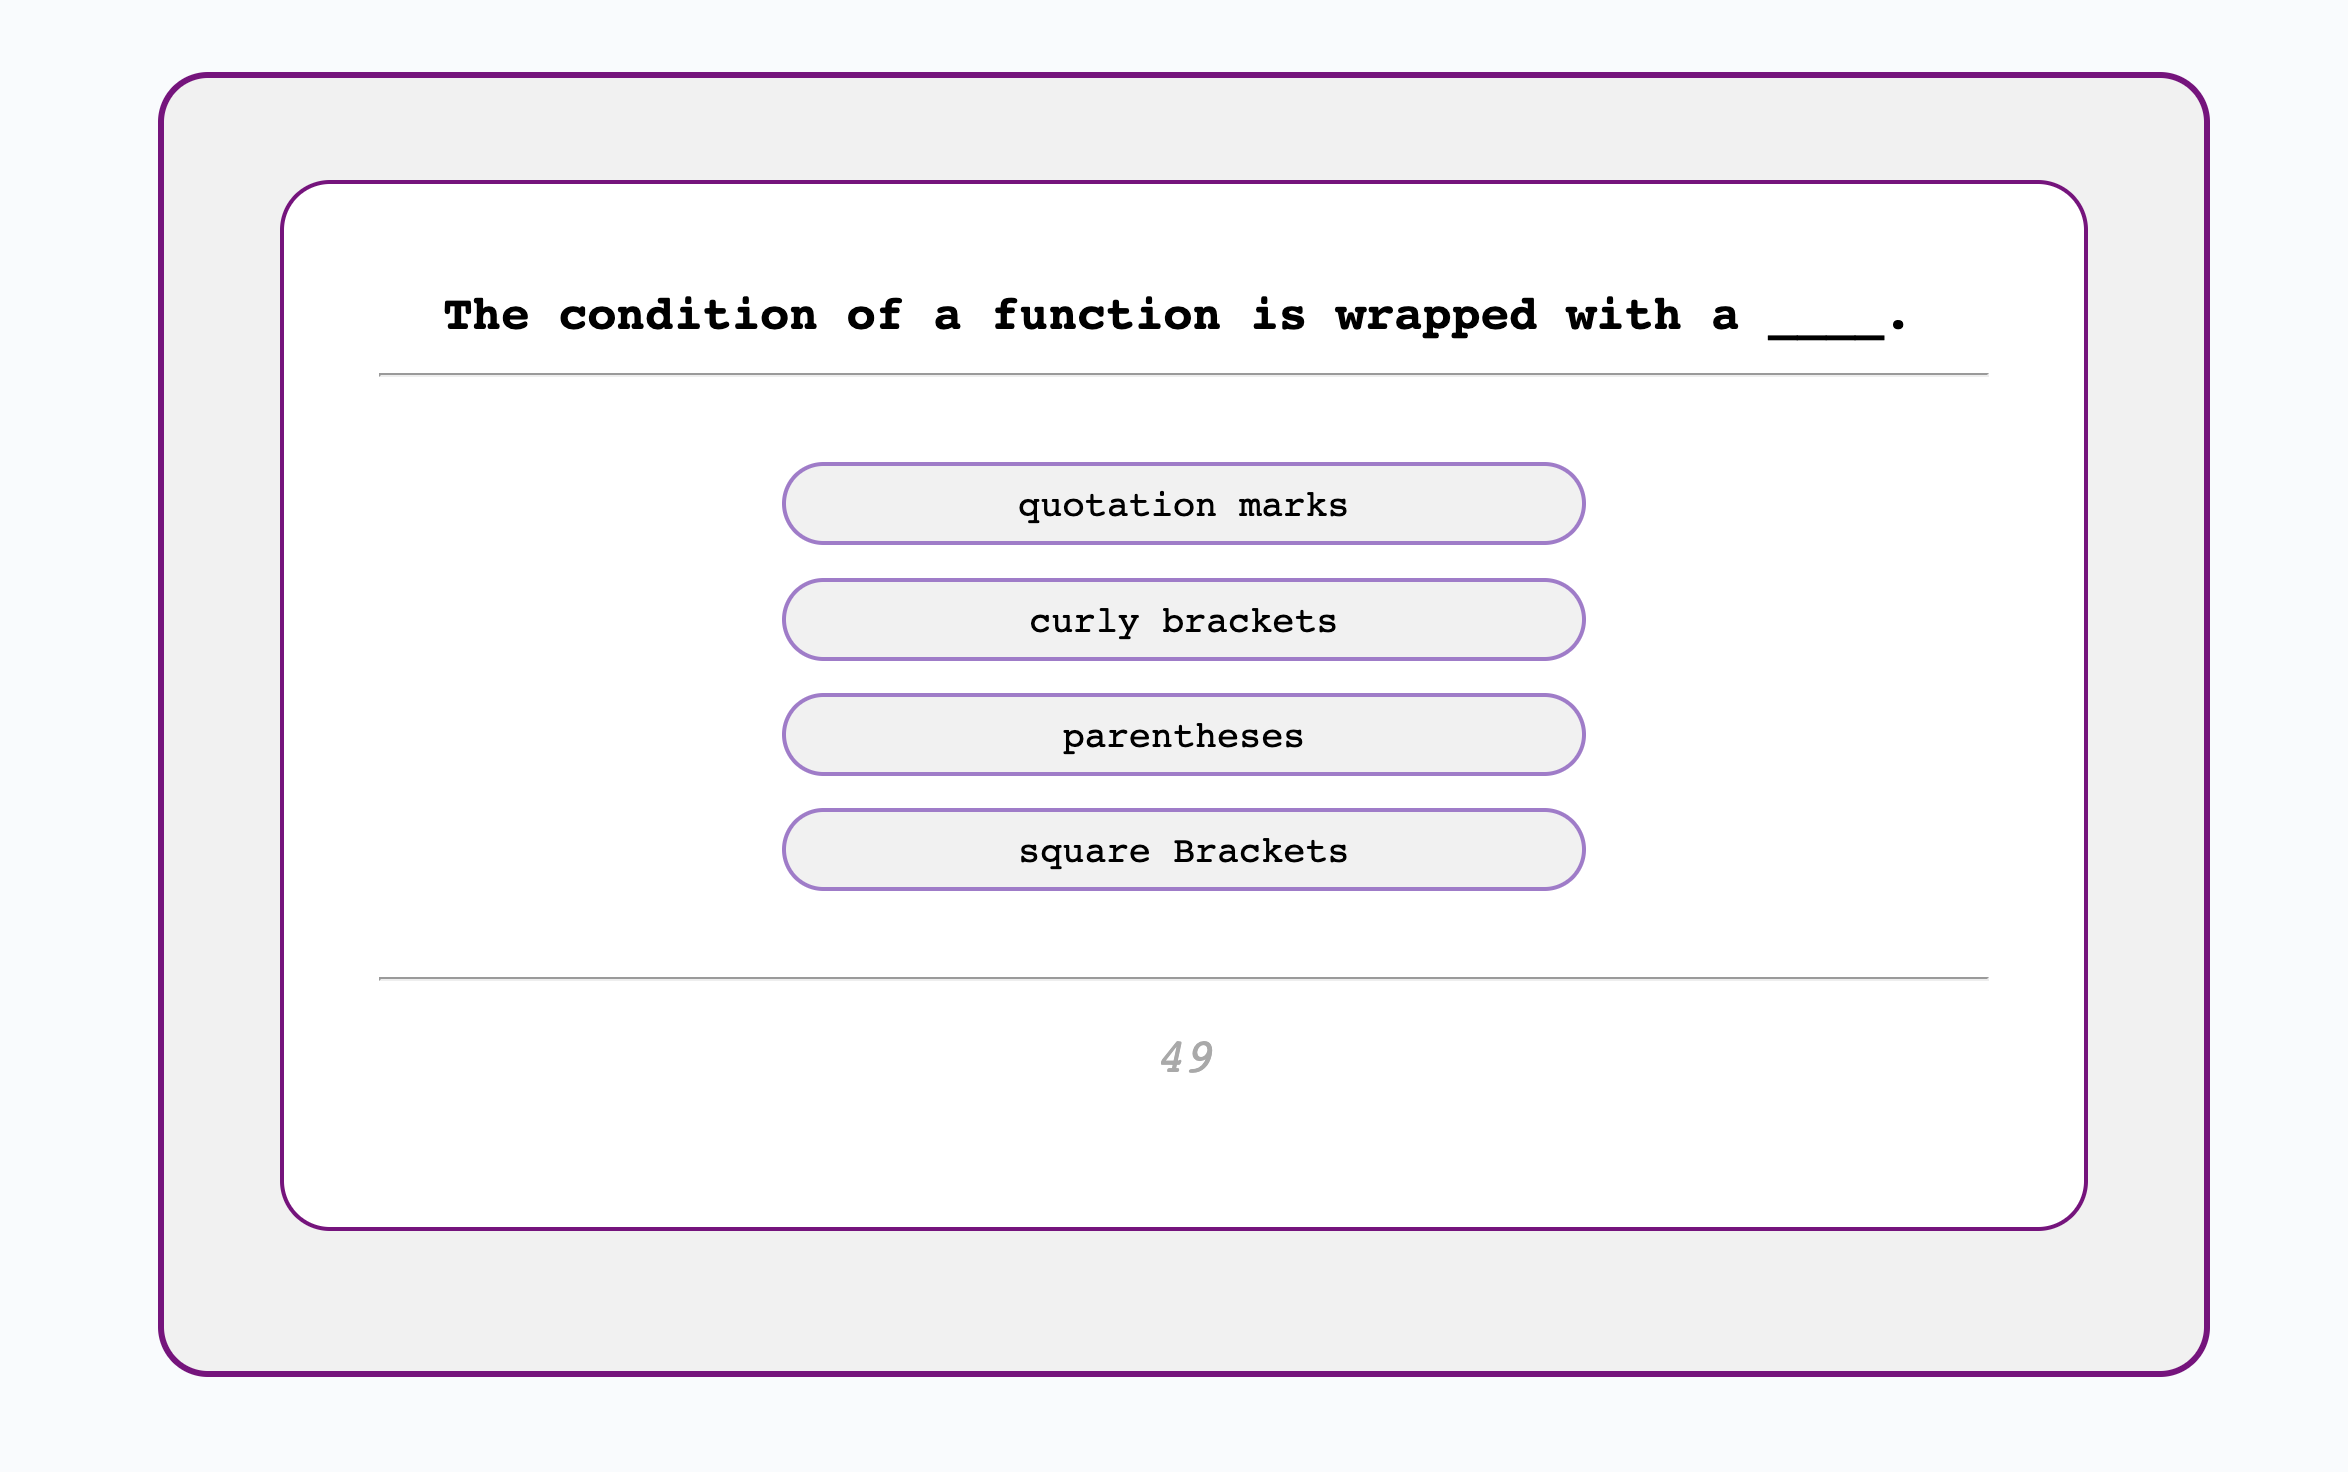 The condition of a function is wrapped with a ____.
quotation marks
curly brackets
parentheses
square Brackets
49